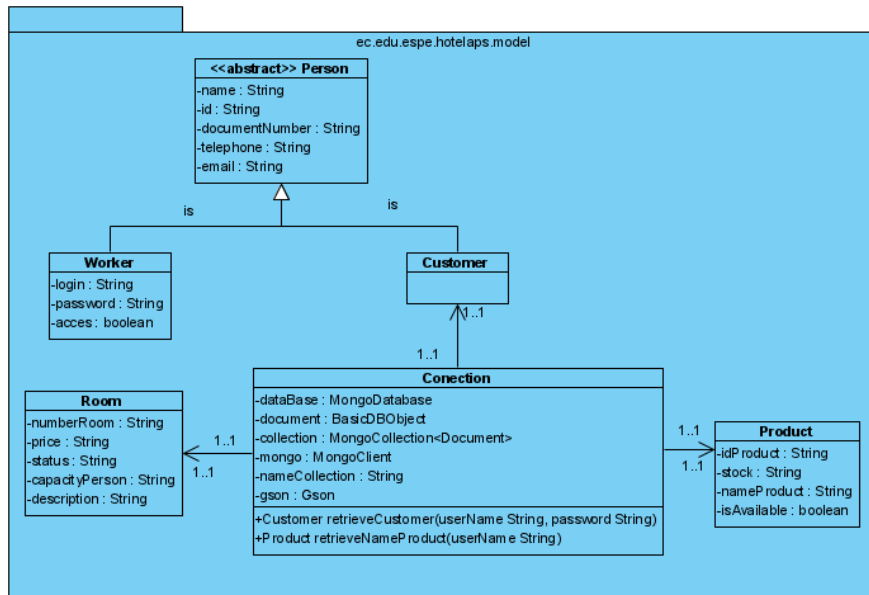 ec.edu.espe.hotelaps.model
<<abstract>> Person
-name : String
-id : String
-documentNumber : String
-telephone : String
-email : String
is
is
Worker
-login : String
-password : String
-acces : boolean
Customer
1..1
1..1
Conection
-dataBase : MongoDatabase
-document : BasicDBObject
-collection : MongoCollection<Document>
-mongo : MongoClient
-nameCollection : String
-gson : Gson
+Customer retrieveCustomer(userName String, password String)
+Product retrieveNameProduct(userName String)
Room
-numberRoom : String
-price : String
-status : String
-capacityPerson : String
-description : String
1..1
1..1
1..1
1..1
Product
-idProduct : String
-stock : String
-nameProduct : String
-isAvailable : boolean